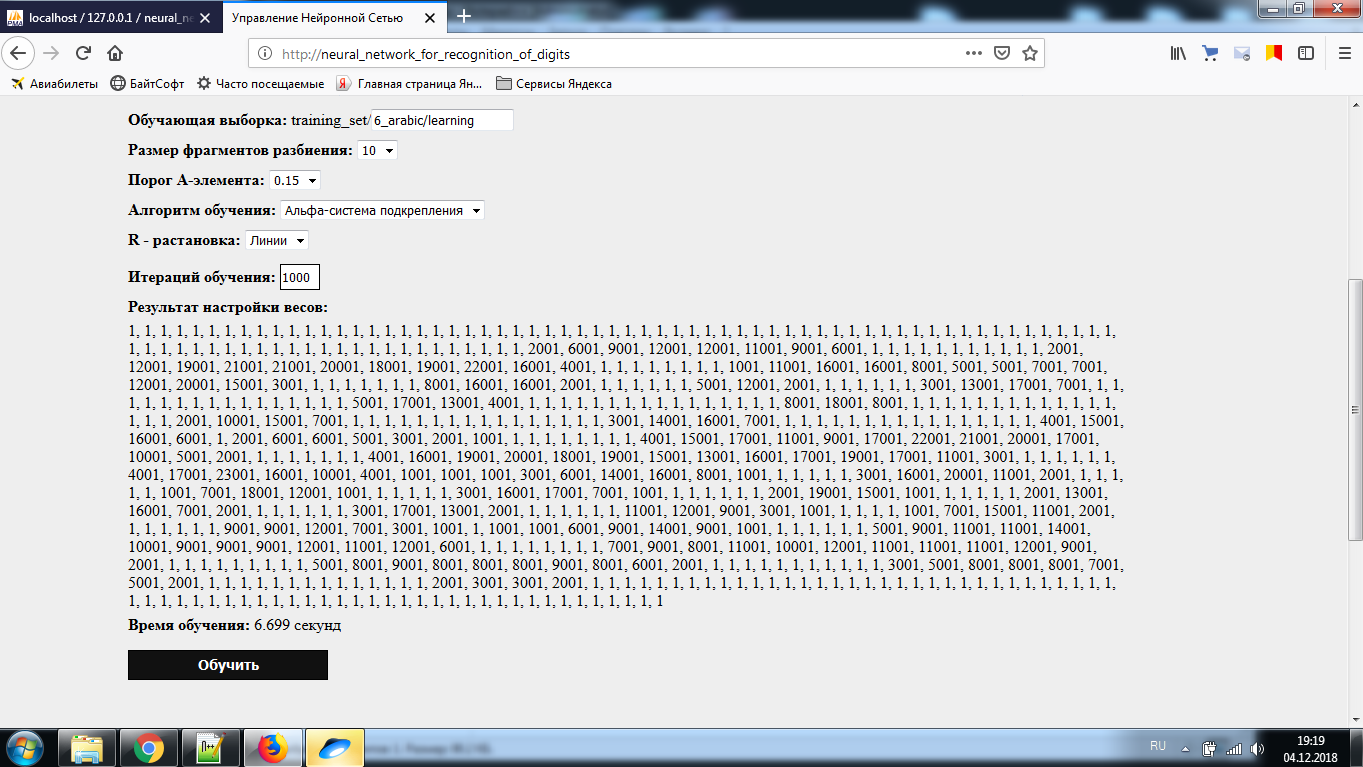 localhost / 127.0.0.1 / neural_ne
Управление Нейронной Сетью
http://neural_network_for_recognition_of_digits
Авиабилеты БайтСофт Часто посещаемые Главная страница Ян... Сервисы Яндекса
Обучающая выборка: training_set/6_arabic/learning
Размер фрагментов разбиения: 10
Порог А-элемента: 0.15
Алгоритм обучения: Альфа-система подкрепления
R - растановка: Линии
Итераций обучения: 1000
Результат настройки весов:
1, 1, 1, 1, 1, 1, 1, 1, 1, 1, 1, 1, 1, 1, 1, 1, 1, 1, 1, 1, 1, 1, 1, 1, 1, 1, 1, 1, 1, 1, 1, 1, 1, 1, 1, 1, 1, 1, 1, 1, 1, 1, 1, 1, 1, 1, 1, 1, 1, 1, 1, 1, 1, 1, 1, 1, 1, 1, 1, 1, 1, 1,
1, 1, 1, 1, 1, 1, 1, 1, 1, 1, 1, 1, 1, 1, 1, 1, 1, 1, 1, 1, 1, 1, 1, 1, 1, 2001, 6001, 9001, 12001, 12001, 11001, 9001, 6001, 1, 1, 1, 1, 1, 1, 1, 1, 1, 1, 1, 2001,
12001, 19001, 21001, 21001, 20001, 18001, 19001, 22001, 16001, 4001, 1, 1, 1, 1, 1, 1, 1, 1, 1001, 11001, 16001, 16001, 8001, 5001, 5001, 7001, 7001,
12001, 20001, 15001, 3001, 1, 1, 1, 1, 1, 1, 1, 8001, 16001, 16001, 2001, 1, 1, 1, 1, 1, 1, 5001, 12001, 2001, 1, 1, 1, 1, 1, 1, 3001, 13001, 17001, 7001, 1, 1,
1, 1, 1, 1, 1, 1, 1, 1, 1, 1, 1, 1, 1, 1, 5001, 17001, 13001, 4001, 1, 1, 1, 1, 1, 1, 1, 1, 1, 1, 1, 1, 1, 1, 1, 1, 8001, 18001, 8001, 1, 1, 1, 1, 1, 1, 1, 1, 1, 1, 1, 1, 1,
1, 1, 1, 2001, 10001, 15001, 7001, 1, 1, 1, 1, 1, 1, 1, 1, 1, 1, 1, 1, 1, 1, 1, 1, 3001, 14001, 16001, 7001, 1, 1, 1, 1, 1, 1, 1, 1, 1, 1, 1, 1, 1, 1, 1, 1, 4001, 15001,
16001, 6001, 1, 2001, 6001, 6001, 5001, 3001, 2001, 1001, 1, 1, 1, 1, 1, 1, 1, 1, 4001, 15001, 17001, 11001, 9001, 17001, 22001, 21001, 20001, 17001,
10001, 5001, 2001, 1, 1, 1, 1, 1, 1, 1, 4001, 16001, 19001, 20001, 18001, 19001, 15001, 13001, 16001, 17001, 19001, 17001, 11001, 3001, 1, 1, 1, 1, 1, 1,
4001, 17001, 23001, 16001, 10001, 4001, 1001, 1001, 1001, 3001, 6001, 14001, 16001, 8001, 1001, 1, 1, 1, 1, 1, 3001, 16001, 20001, 11001, 2001, 1, 1, 1,
1, 1, 1001, 7001, 18001, 12001, 1001, 1, 1, 1, 1, 1, 3001, 16001, 17001, 7001, 1001, 1, 1, 1, 1, 1, 1, 2001, 19001, 15001, 1001, 1, 1, 1, 1, 1, 2001, 13001,
16001, 7001, 2001, 1, 1, 1, 1, 1, 1, 3001, 17001, 13001, 2001, 1, 1, 1, 1, 1, 1, 11001, 12001, 9001, 3001, 1001, 1, 1, 1, 1, 1001, 7001, 15001, 11001, 2001,
1, 1, 1, 1, 1, 1, 9001, 9001, 12001, 7001, 3001, 1001, 1, 1001, 1001, 6001, 9001, 14001, 9001, 1001, 1, 1, 1, 1, 1, 1, 5001, 9001, 11001, 11001, 14001,
10001, 9001, 9001, 9001, 12001, 11001, 12001, 6001, 1, 1, 1, 1, 1, 1, 1, 1, 7001, 9001, 8001, 11001, 10001, 12001, 11001, 11001, 11001, 12001, 9001,
2001, 1, 1, 1, 1, 1, 1, 1, 1, 1, 5001, 8001, 9001, 8001, 8001, 8001, 9001, 8001, 6001, 2001, 1, 1, 1, 1, 1, 1, 1, 1, 1, 1, 1, 3001, 5001, 8001, 8001, 8001, 7001,
5001, 2001, 1, 1, 1, 1, 1, 1, 1, 1, 1, 1, 1, 1, 1, 1, 2001, 3001, 3001, 2001, 1, 1, 1, 1, 1, 1, 1, 1, 1, 1, 1, 1, 1, 1, 1, 1, 1, 1, 1, 1, 1, 1, 1, 1, 1, 1, 1, 1, 1, 1, 1, 1, 1,
1, 1, 1, 1, 1, 1, 1, 1, 1, 1, 1, 1, 1, 1, 1, 1, 1, 1, 1, 1, 1, 1, 1, 1, 1, 1, 1, 1, 1, 1, 1, 1, 1, 1
Время обучения: 6.699 секунд
Обучить
RU
19:19
04.12.2018